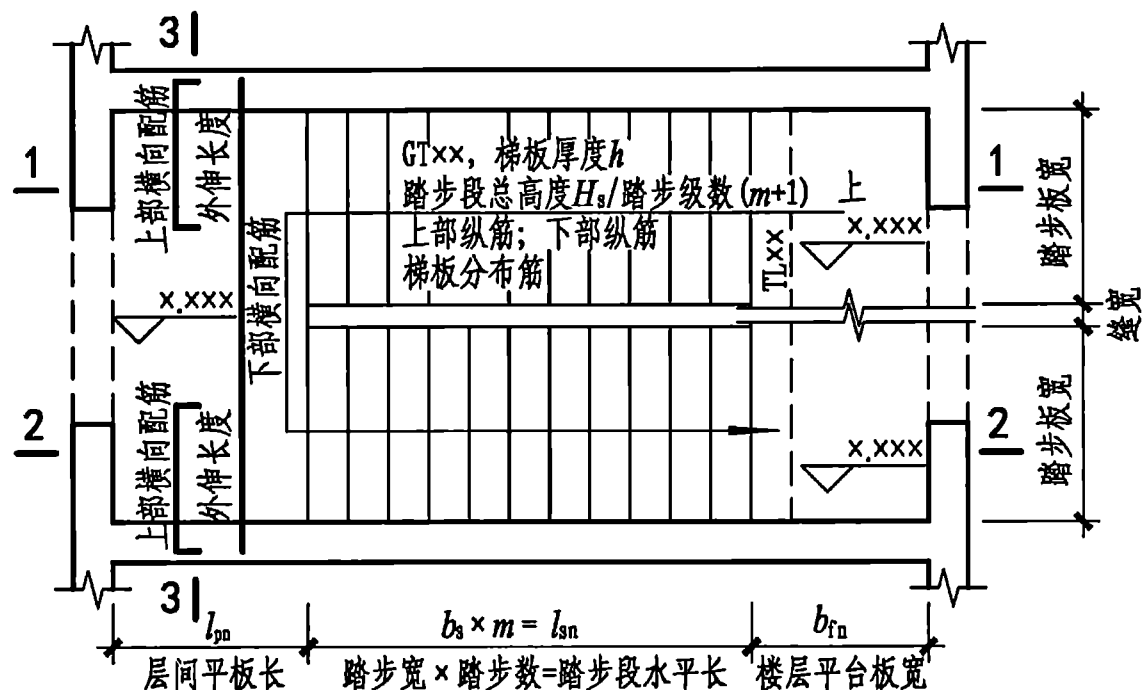 3
上部横向配筋
外伸长度
1
GT××，梯板厚度h
踏步段总高度Hs/踏步级数(m+1)
上部纵筋；下部纵筋
梯板分布筋
下部横向配筋
上
x.xxx
TLxx
1
踏步板宽
x.xxx
缝宽
2
上部横向配筋
外伸长度
x.xxx
2
踏步板宽
3
lpn
bs×m=lsn
bfn
层间平板长
踏步宽×踏步数=踏步段水平长
楼层平台板宽